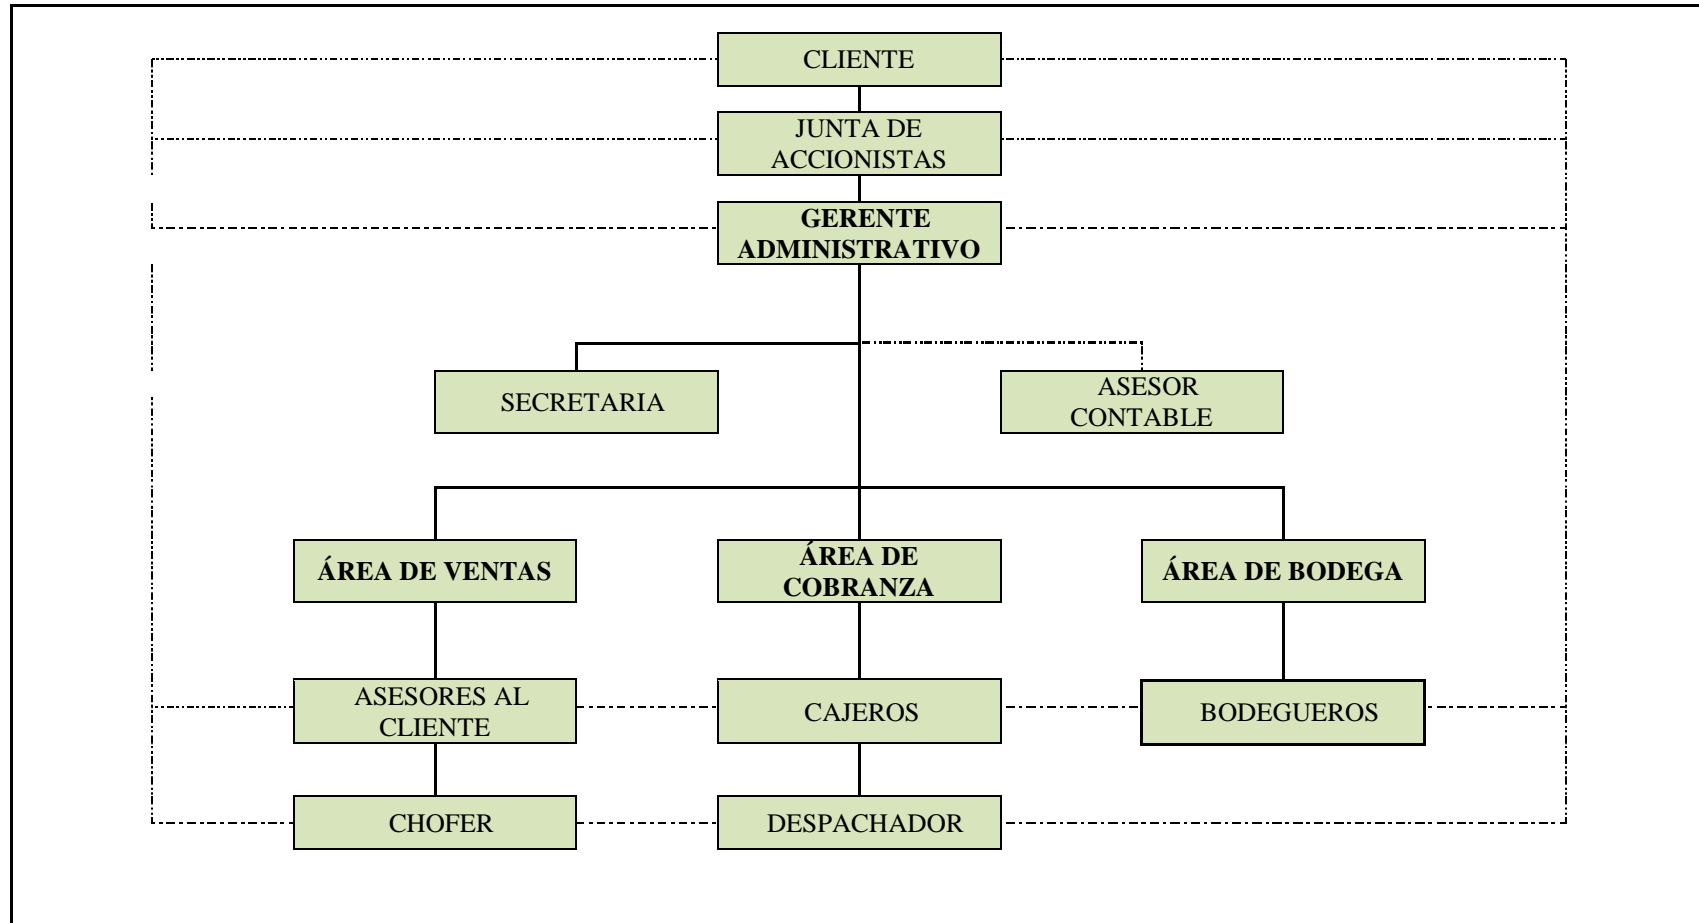 CLIENTE
JUNTA DE
ACCIONISTAS
GERENTE
ADMINISTRATIVO
SECRETARIA
ASESOR
CONTABLE
ÁREA DE VENTAS
ÁREA DE
COBRANZA
ÁREA DE BODEGA
ASESORES AL
CLIENTE
CAJEROS
BODEGUEROS
CHOFER
DESPACHADOR